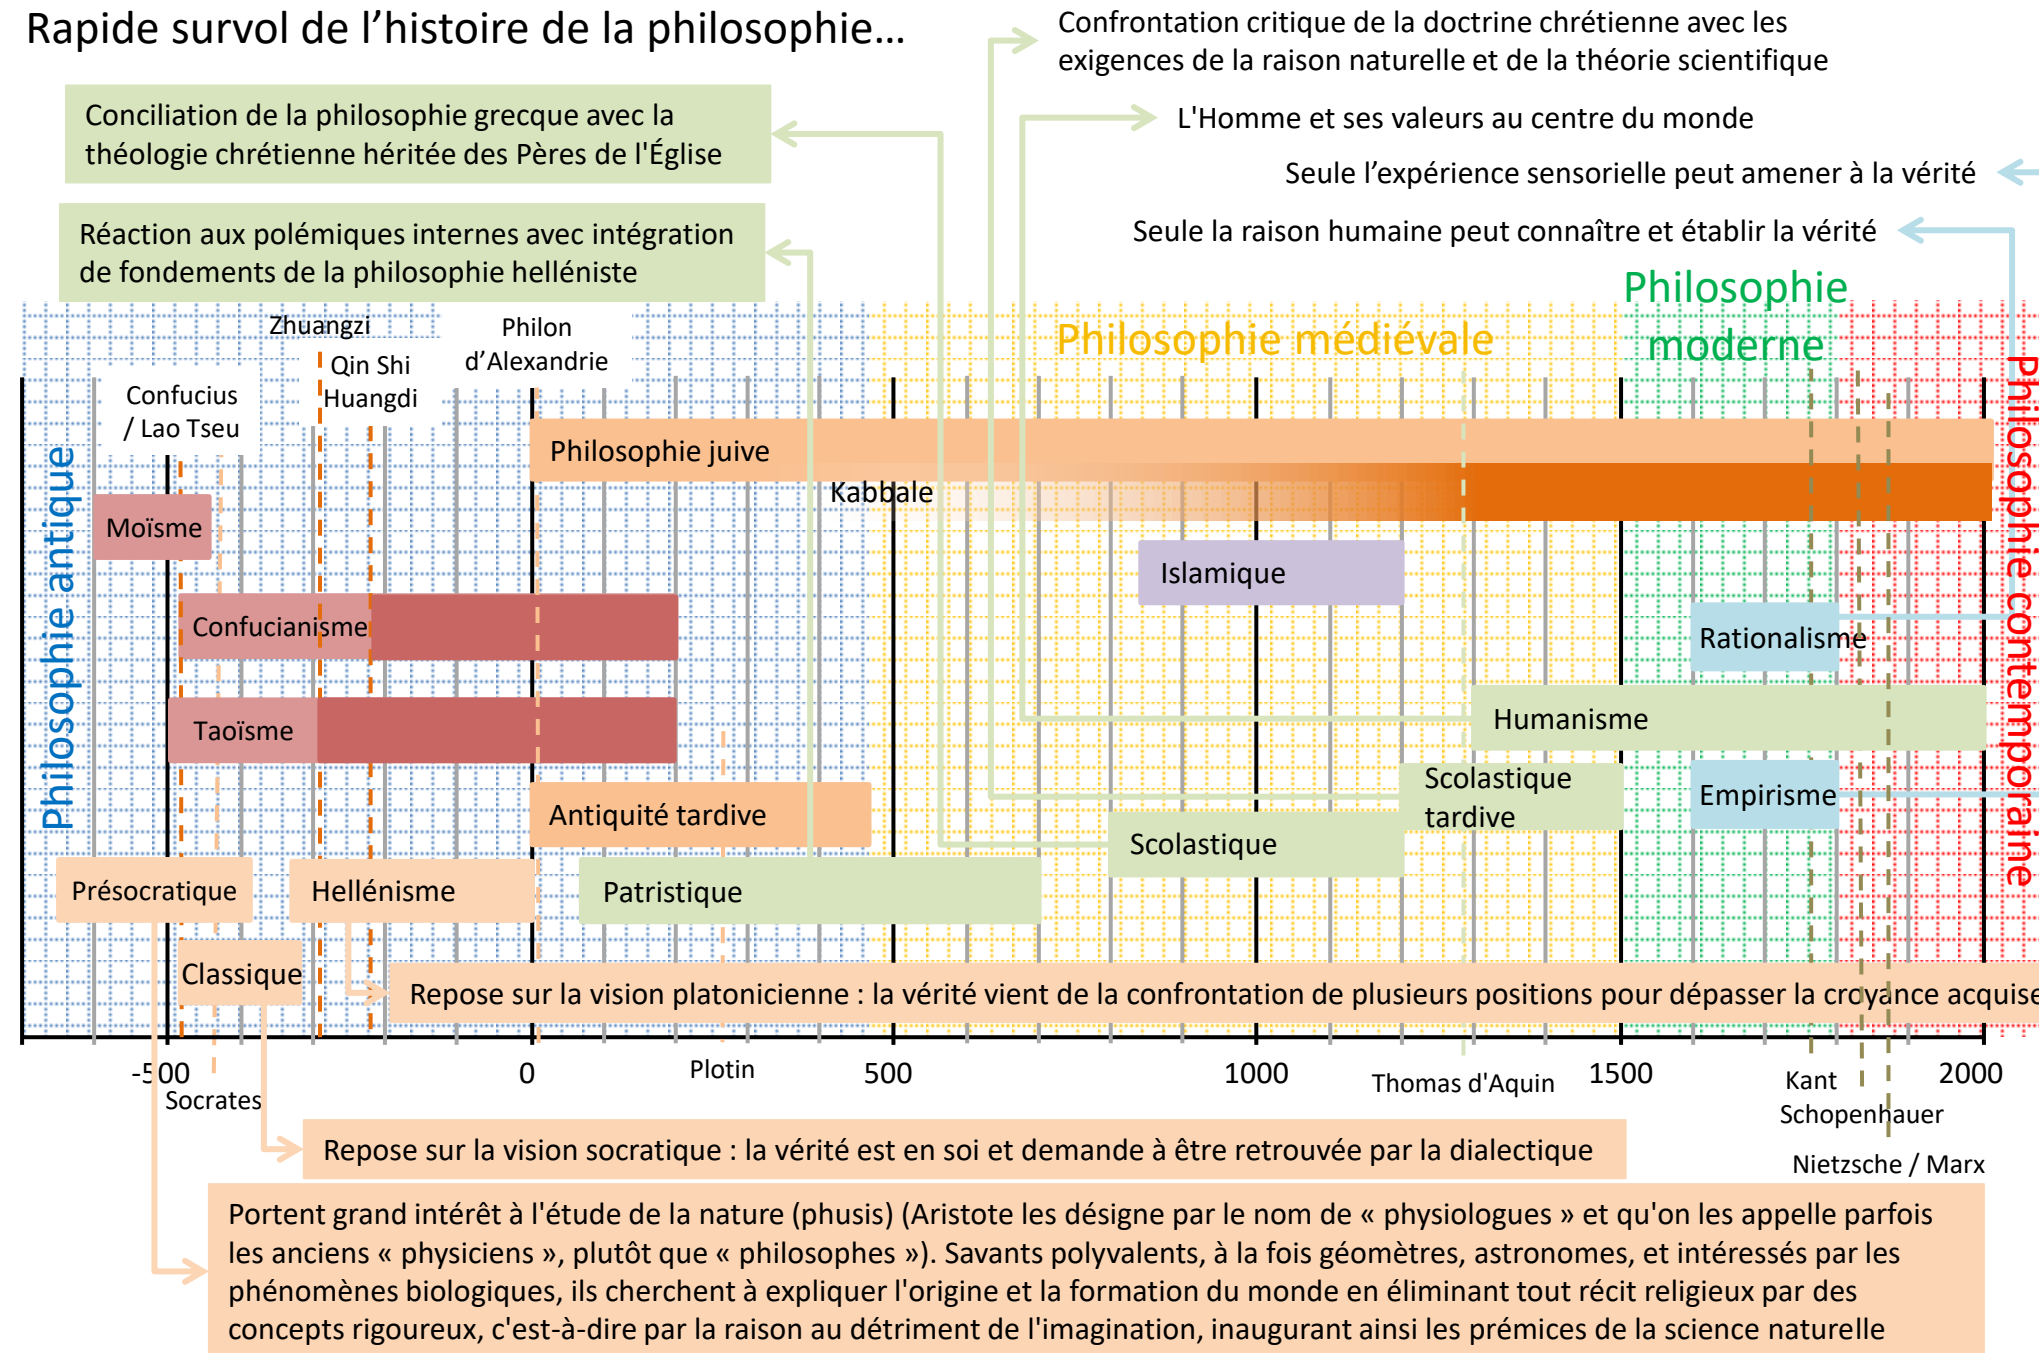 Rapide survol de l’histoire de la philosophie…
Confrontation critique de la doctrine chrétienne avec les
exigences de la raison naturelle et de la théorie scientifique
Conciliation de la philosophie grecque avec la
théologie chrétienne héritée des Pères de l'Église
L'Homme et ses valeurs au centre du monde
Seule l’expérience sensorielle peut amener à la vérité
Réaction aux polémiques internes avec intégration
de fondements de la philosophie helléniste
Seule la raison humaine peut connaître et établir la vérité
Philosophie antique
Philosophie médiévale
Philosophie
moderne
Philosophie contemporaine
Zhuangzi
Qin Shi
Huangdi
Philon
d’Alexandrie
Confucius
/ Lao Tseu
Philosophie juive
Kabbale
Moïsme
Islamique
Confucianisme
Rationalisme
Taoïsme
Humanisme
Antiquité tardive
Scolastique
tardive
Empirisme
Scolastique
Présocratique
Hellénisme
Patristique
Classique
Repose sur la vision platonicienne : la vérité vient de la confrontation de plusieurs positions pour dépasser la croyance acquise
-500
0
500
1000
1500
2000
Socrates
Plotin
Thomas d'Aquin
Kant
Schopenhauer
Nietzsche / Marx
Repose sur la vision socratique : la vérité est en soi et demande à être retrouvée par la dialectique
Portent grand intérêt à l'étude de la nature (phusis) (Aristote les désigne par le nom de « physiologues » et qu'on les appelle parfois
les anciens « physiciens », plutôt que « philosophes »). Savants polyvalents, à la fois géomètres, astronomes, et intéressés par les
phénomènes biologiques, ils cherchent à expliquer l'origine et la formation du monde en éliminant tout récit religieux par des
concepts rigoureux, c'est-à-dire par la raison au détriment de l'imagination, inaugurant ainsi les prémices de la science naturelle